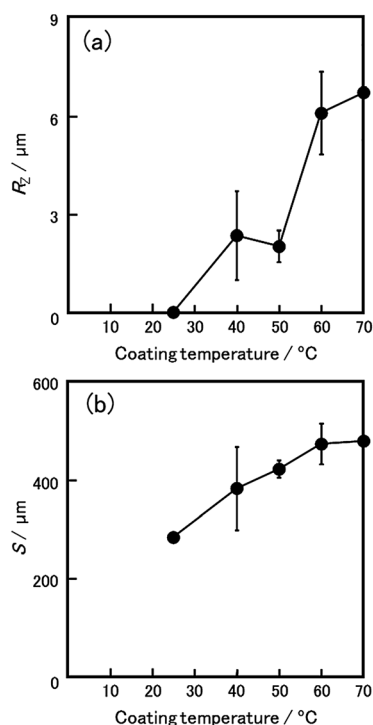 (a)
9
6
3
0
R_Z / μm
10 20 30 40 50 60 70
Coating temperature / °C
(b)
600
400
200
0
S / μm
10 20 30 40 50 60 70
Coating temperature / °C